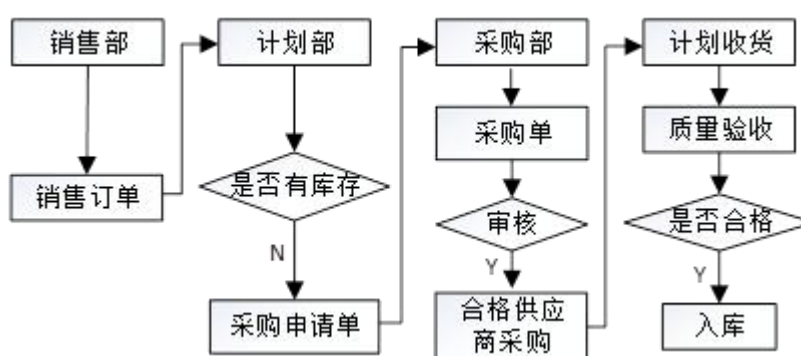 销售部
销售订单
计划部
是否有库存
N
采购申请单
采购部
采购单
审核
Y
合格供应
商采购
计划收货
质量验收
是否合格
Y
入库